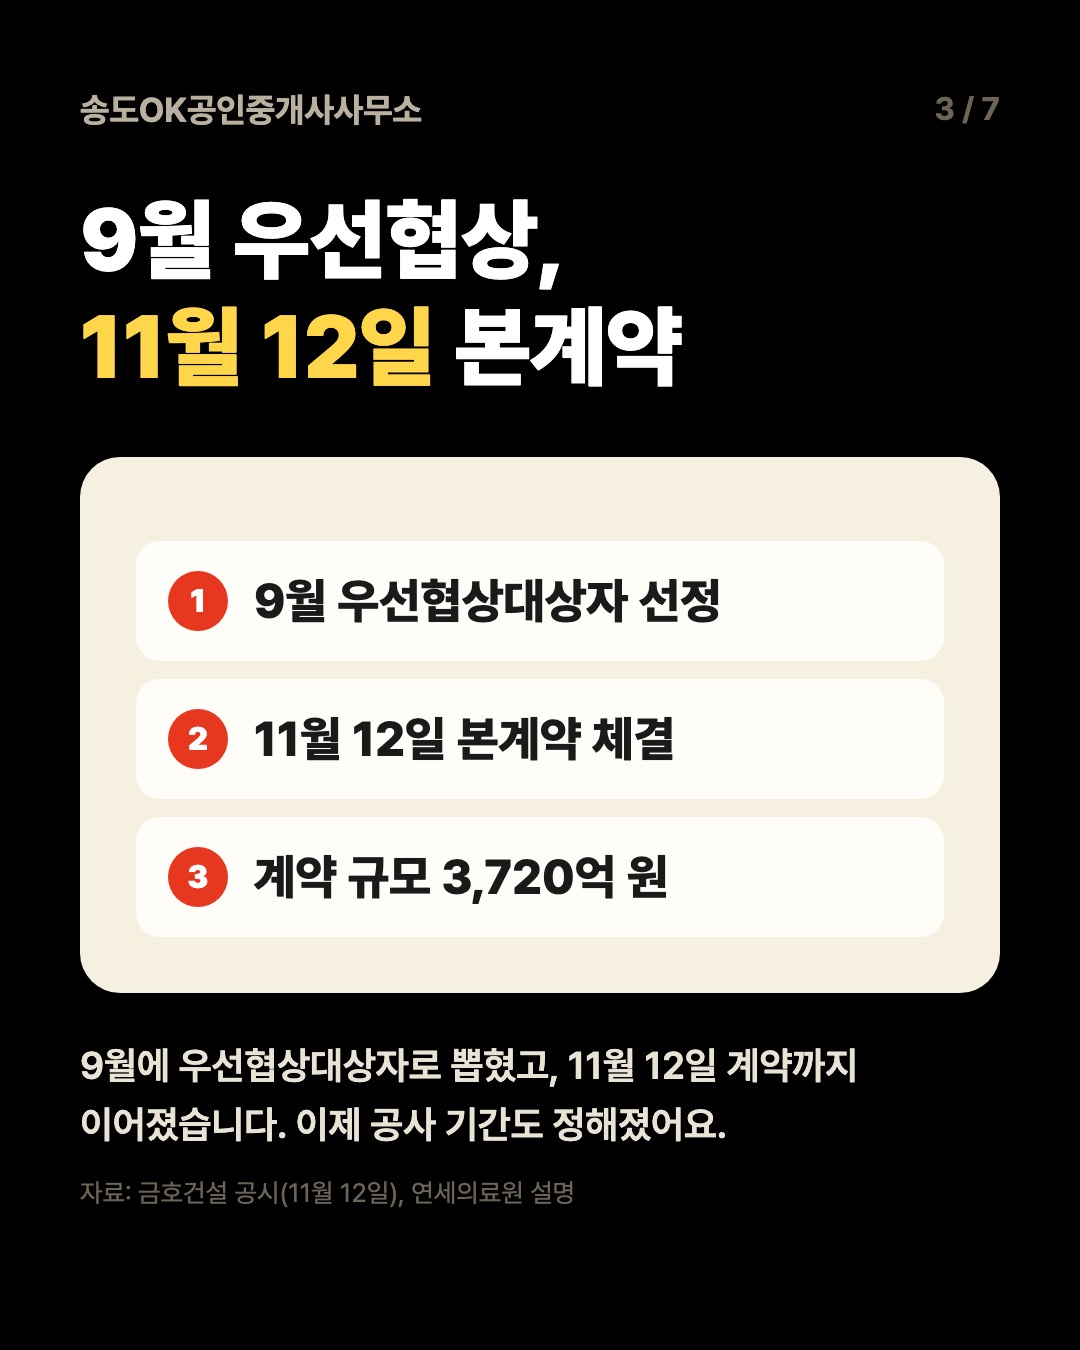 송도OK공인중개사사무소
3 / 7
9월 우선협상,
11월 12일 본계약
1 9월 우선협상대상자 선정
2 11월 12일 본계약 체결
3 계약 규모 3,720억 원
9월에 우선협상대상자로 뽑혔고, 11월 12일 계약까지
이어졌습니다. 이제 공사 기간도 정해졌어요.
자료: 금호건설 공시(11월 12일), 연세의료원 설명